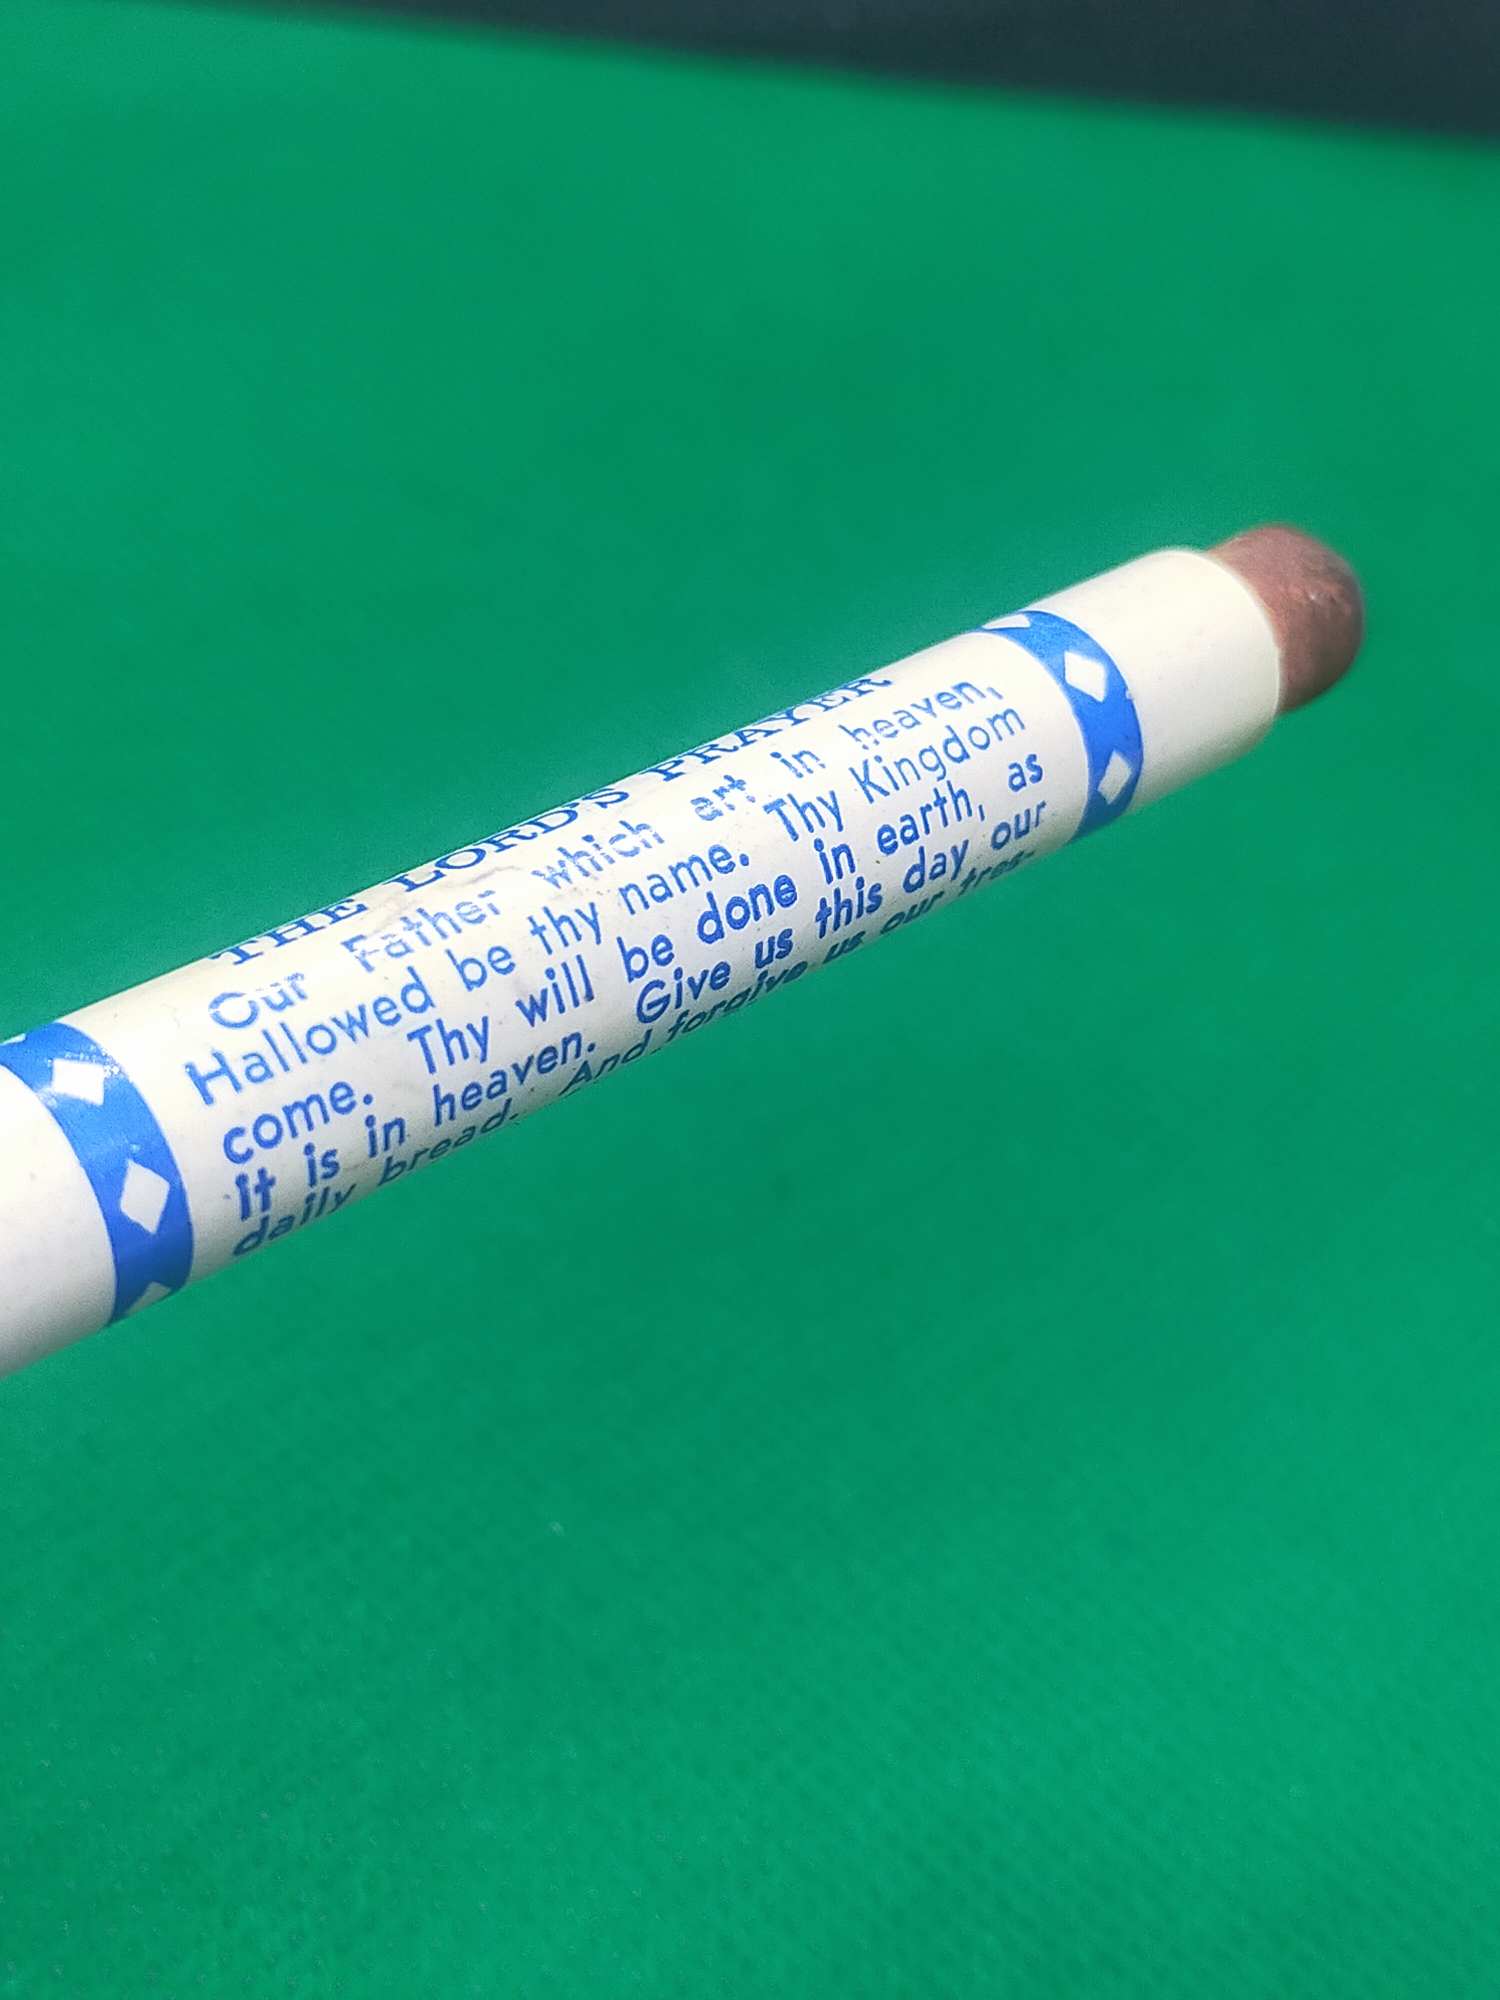 THE LORD'S PRAYER
Our Father which art in heaven,
Hallowed be thy name. Thy Kingdom
come. Thy will be done in earth, as
it is in heaven. Give us this day our
daily bread. And forgive us our tres-